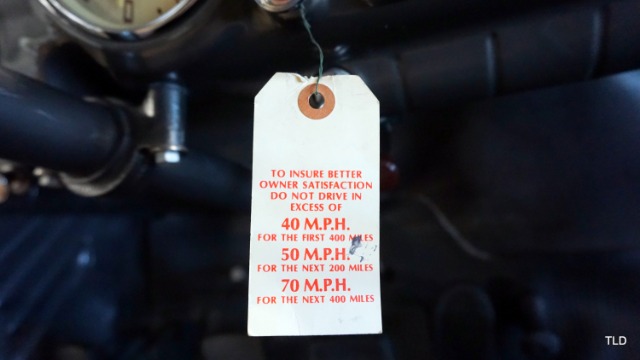 TO INSURE BETTER
OWNER SATISFACTION
DO NOT DRIVE IN
EXCESS OF
40 M.P.H.
FOR THE FIRST 400 MILES
50 M.P.H.
FOR THE NEXT 200 MILES
70 M.P.H.
FOR THE NEXT 400 MILES
TLD